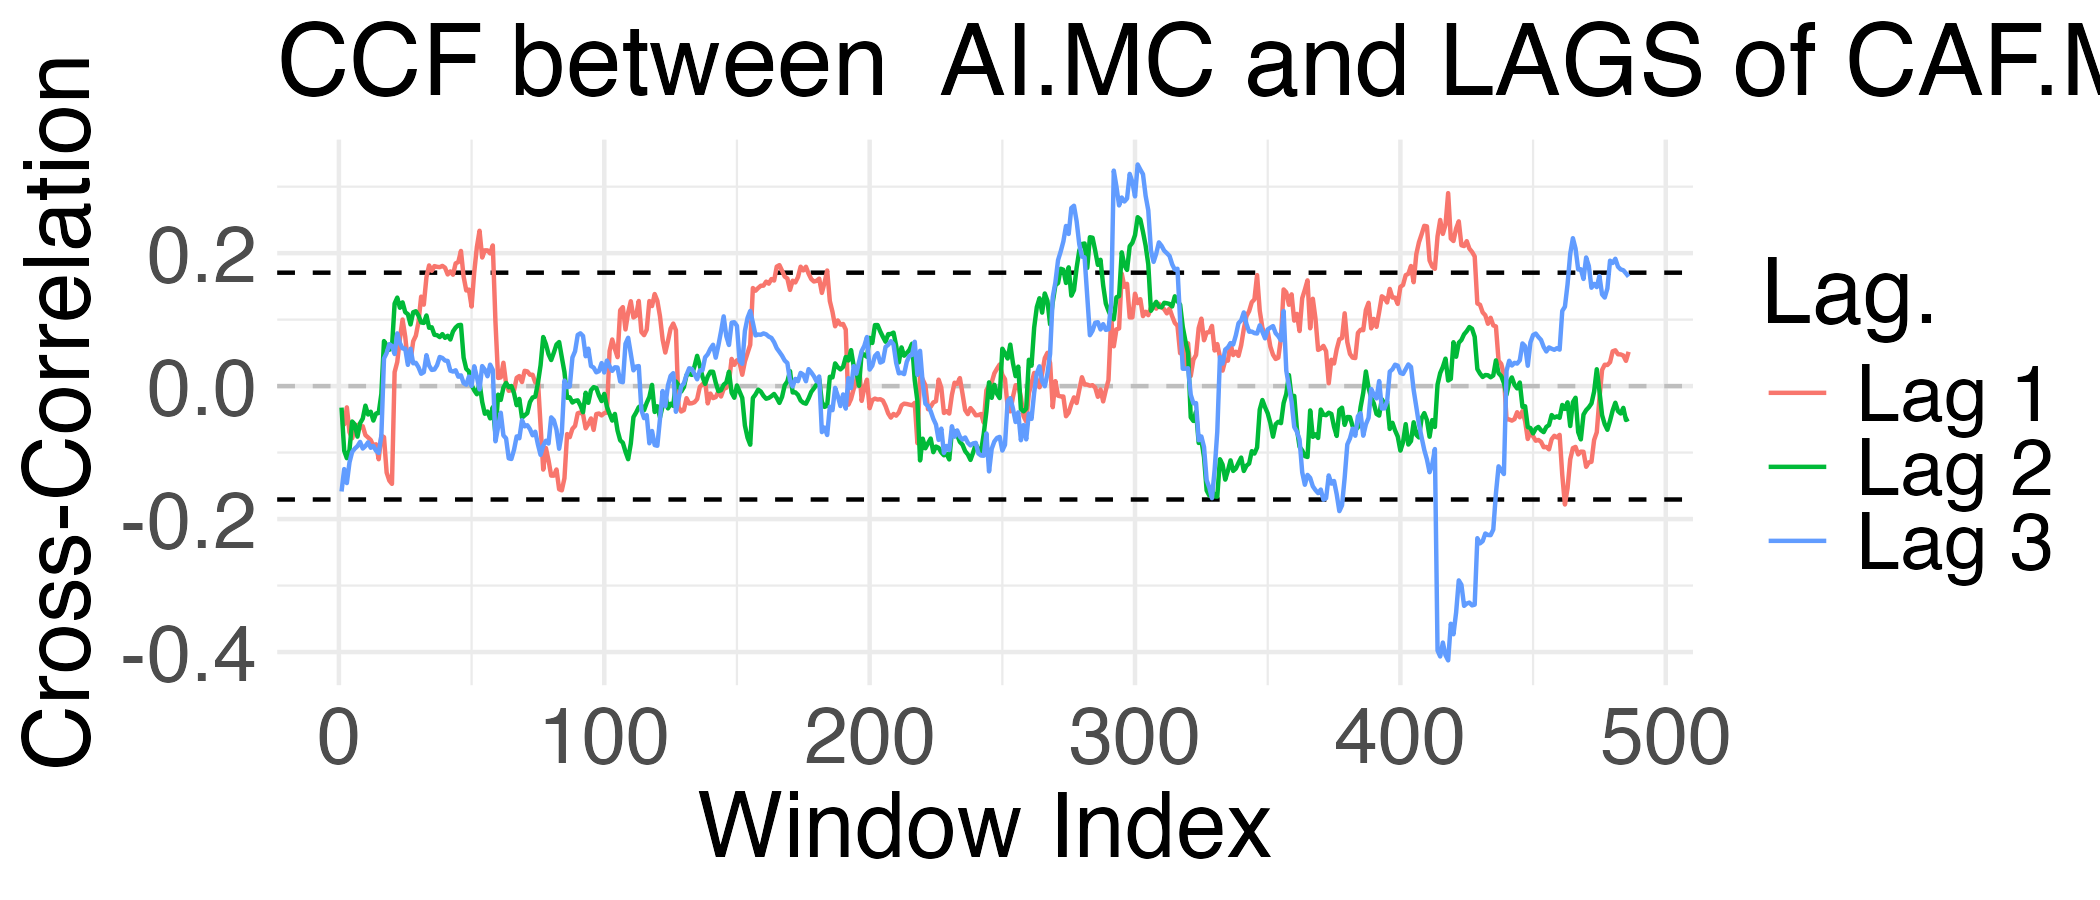 CCF between  AI.MC and LAGS of CAF.M
Cross-Correlation
0.2
0.0
-0.2
-0.4
0 100 200 300 400 500
Window Index
Lag.
Lag 1
Lag 2
Lag 3